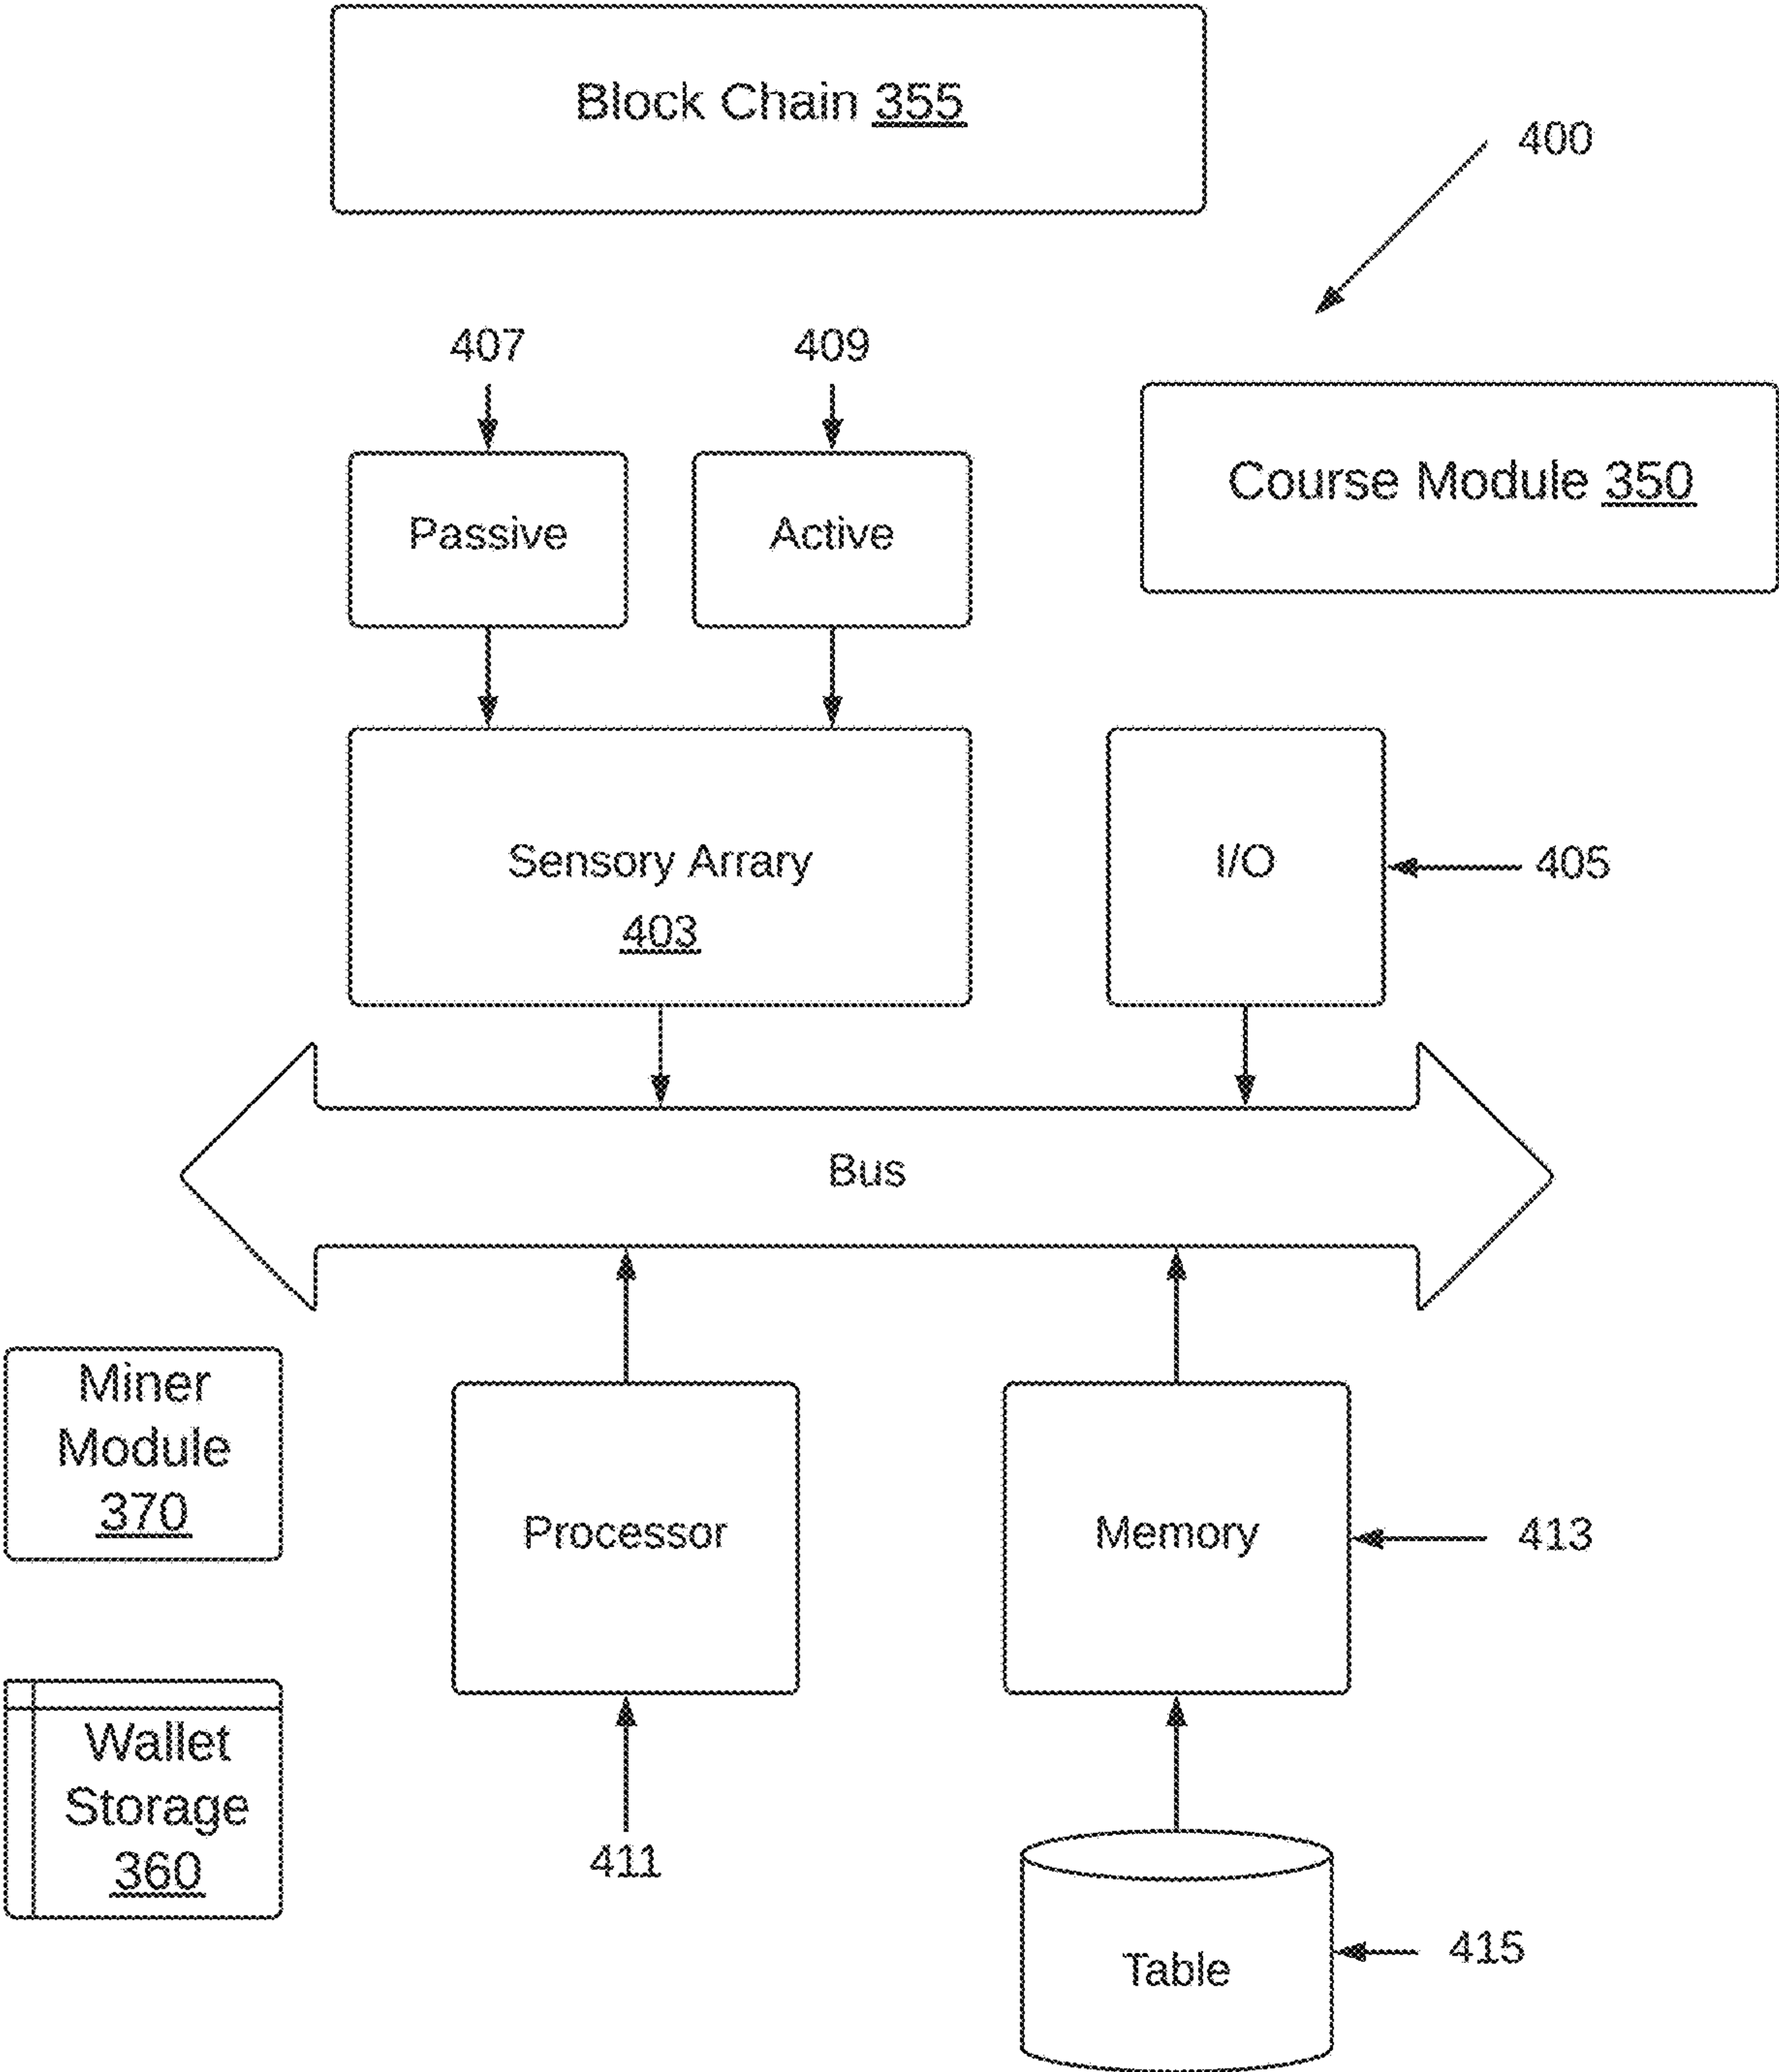 Block Chain 355
400
407
409
Passive
Active
Course Module 350
Sensory Arrary
403
I/O
405
Bus
Miner
Module
370
Processor
Memory
413
Wallet
Storage
360
411
Table
415